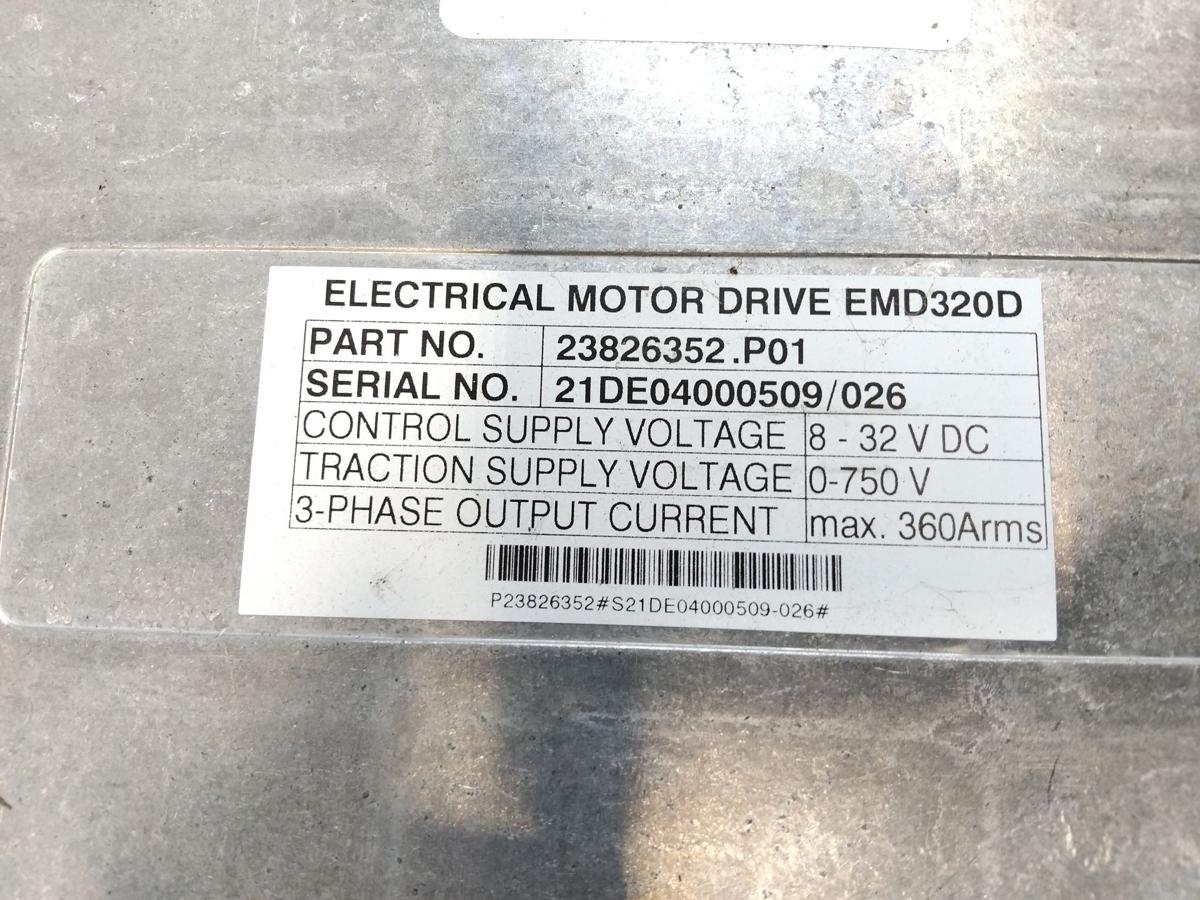 ELECTRICAL MOTOR DRIVE EMD320D
PART NO. 23826352.P01
SERIAL NO. 21DE04000509/026
CONTROL SUPPLY VOLTAGE 8 - 32 V DC
TRACTION SUPPLY VOLTAGE 0-750 V
3-PHASE OUTPUT CURRENT max. 360Arms
P23826352#S21DE04000509-026#